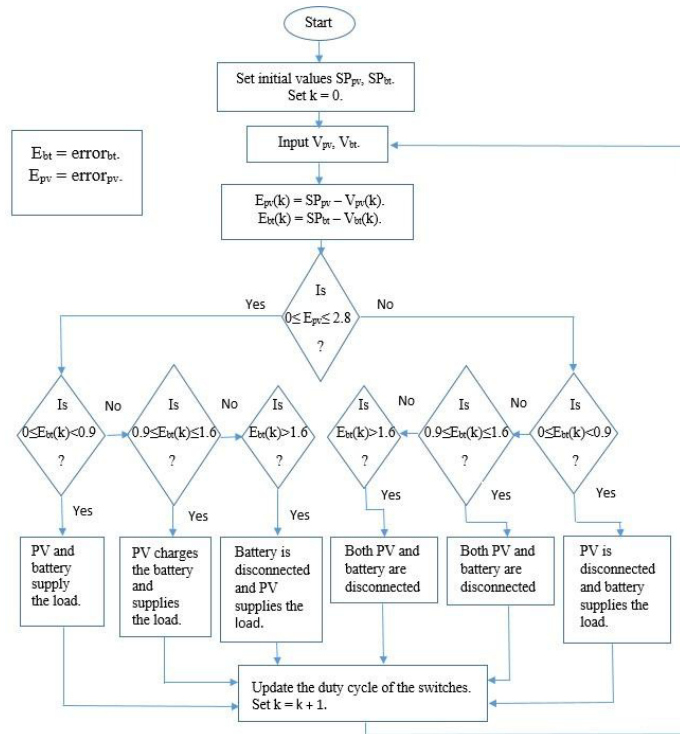 Start
Set initial values SPpv, SPbt.
Set k = 0.
Input Vpv, Vbt.
Ebt = errorbt.
Epv = errorpv.
Epv(k) = SPpv – Vpv(k).
Ebt(k) = SPbt – Vbt(k).
Is
0≤ Epv≤ 2.8
?
Yes
No
Is
0≤Ebt(k)<0.9
?
No
Yes
Is
0.9≤Ebt(k)≤1.6
?
No
Yes
Is
Ebt(k)>1.6
?
Yes
Is
Ebt(k)>1.6
?
No
Yes
Is
0.9≤Ebt(k)≤1.6
?
No
Yes
Is
0≤Ebt(k)<0.9
?
Yes
PV and
battery
supply
the load.
PV charges
the battery
and
supplies
the load.
Battery is
disconnected
and PV
supplies the
load.
Both PV and
battery are
disconnected
Both PV and
battery are
disconnected
PV is
disconnected
and battery
supplies the
load.
Update the duty cycle of the switches.
Set k = k + 1.